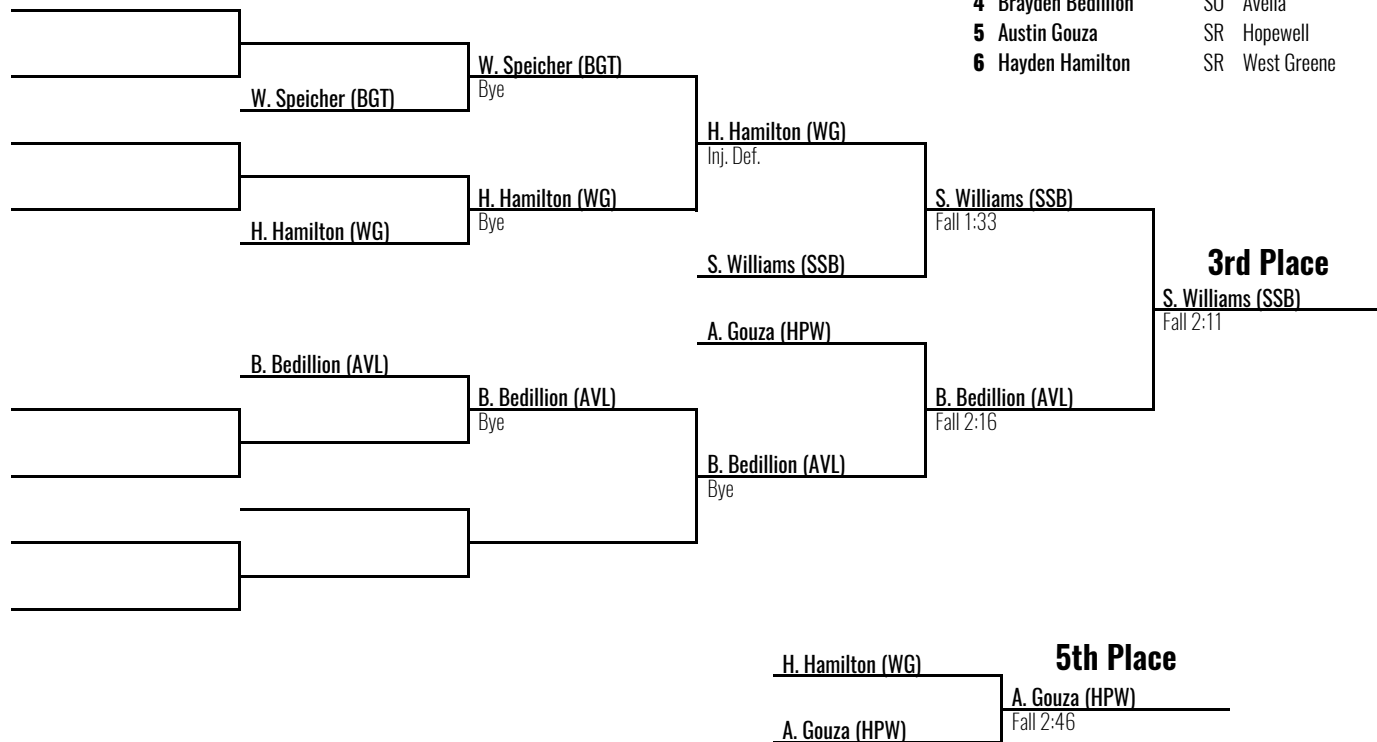 4 Brayden Bedillion SO Avella
5 Austin Gouza SR Hopewell
6 Hayden Hamilton SR West Greene
W. Speicher (BGT)
W. Speicher (BGT)
Bye
H. Hamilton (WG)
Inj. Def.
H. Hamilton (WG)
Bye
H. Hamilton (WG)
S. Williams (SSB)
Fall 1:33
S. Williams (SSB)
3rd Place
S. Williams (SSB)
Fall 2:11
A. Gouza (HPW)
B. Bedillion (AVL)
B. Bedillion (AVL)
Bye
B. Bedillion (AVL)
Fall 2:16
B. Bedillion (AVL)
Bye
5th Place
H. Hamilton (WG)
A. Gouza (HPW)
Fall 2:46
A. Gouza (HPW)